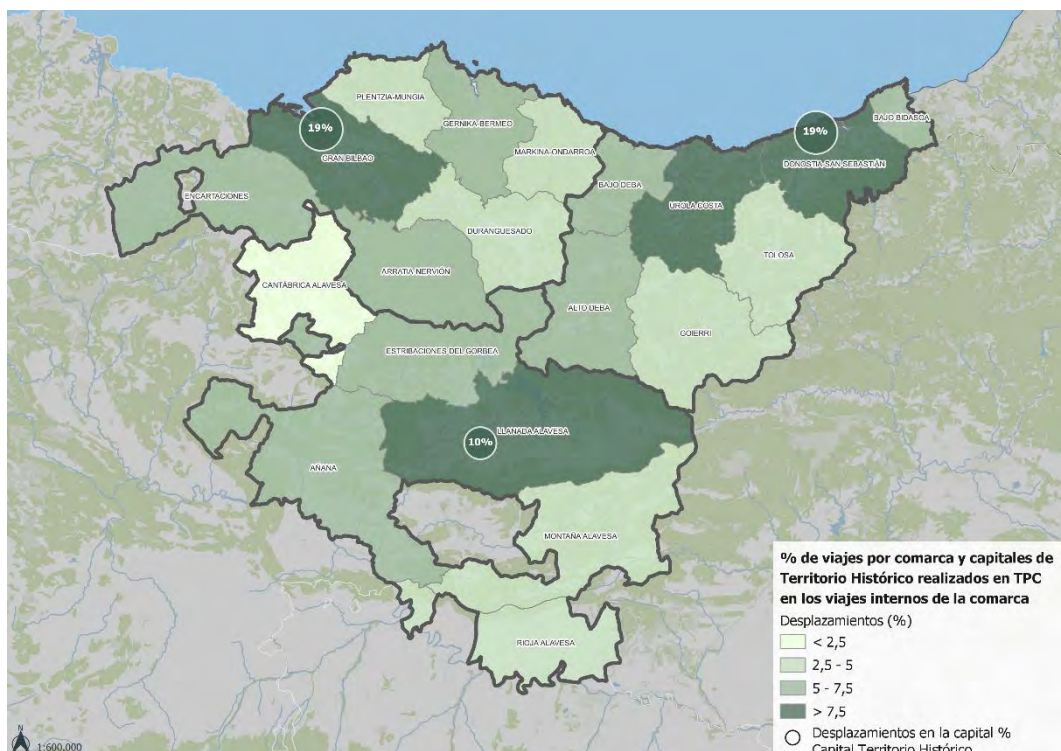 PLENTZIA-MUNGIA
BAJO BIDASCA
GERNIKA-BERMEO
19%
19%
MARKINA-ONDARROA
GRAN BILBAO
DONOSTIA-SAN SEBASTIÁN
BAJO DEBA
ENCARTACIONES
UROLA COSTA
DURANGUESADO
TOLOSA
ARRATIA NERVIÓN
CANTÁBRICA ALAVESA
ALTO DEBA
GOIERRI
ESTRIBACIONES DEL GORBEA
LLANADA ALAVESA
10%
AÑANA
MONTAÑA ALAVESA
RIOJA ALAVESA
% de viajes por comarca y capitales de
Territorio Histórico realizados en TPC
en los viajes internos de la comarca
Desplazamientos (%)
< 2,5
2,5 - 5
5 - 7,5
> 7,5
Desplazamientos en la capital %
Capital Territorio Histórico
N
1:600.000